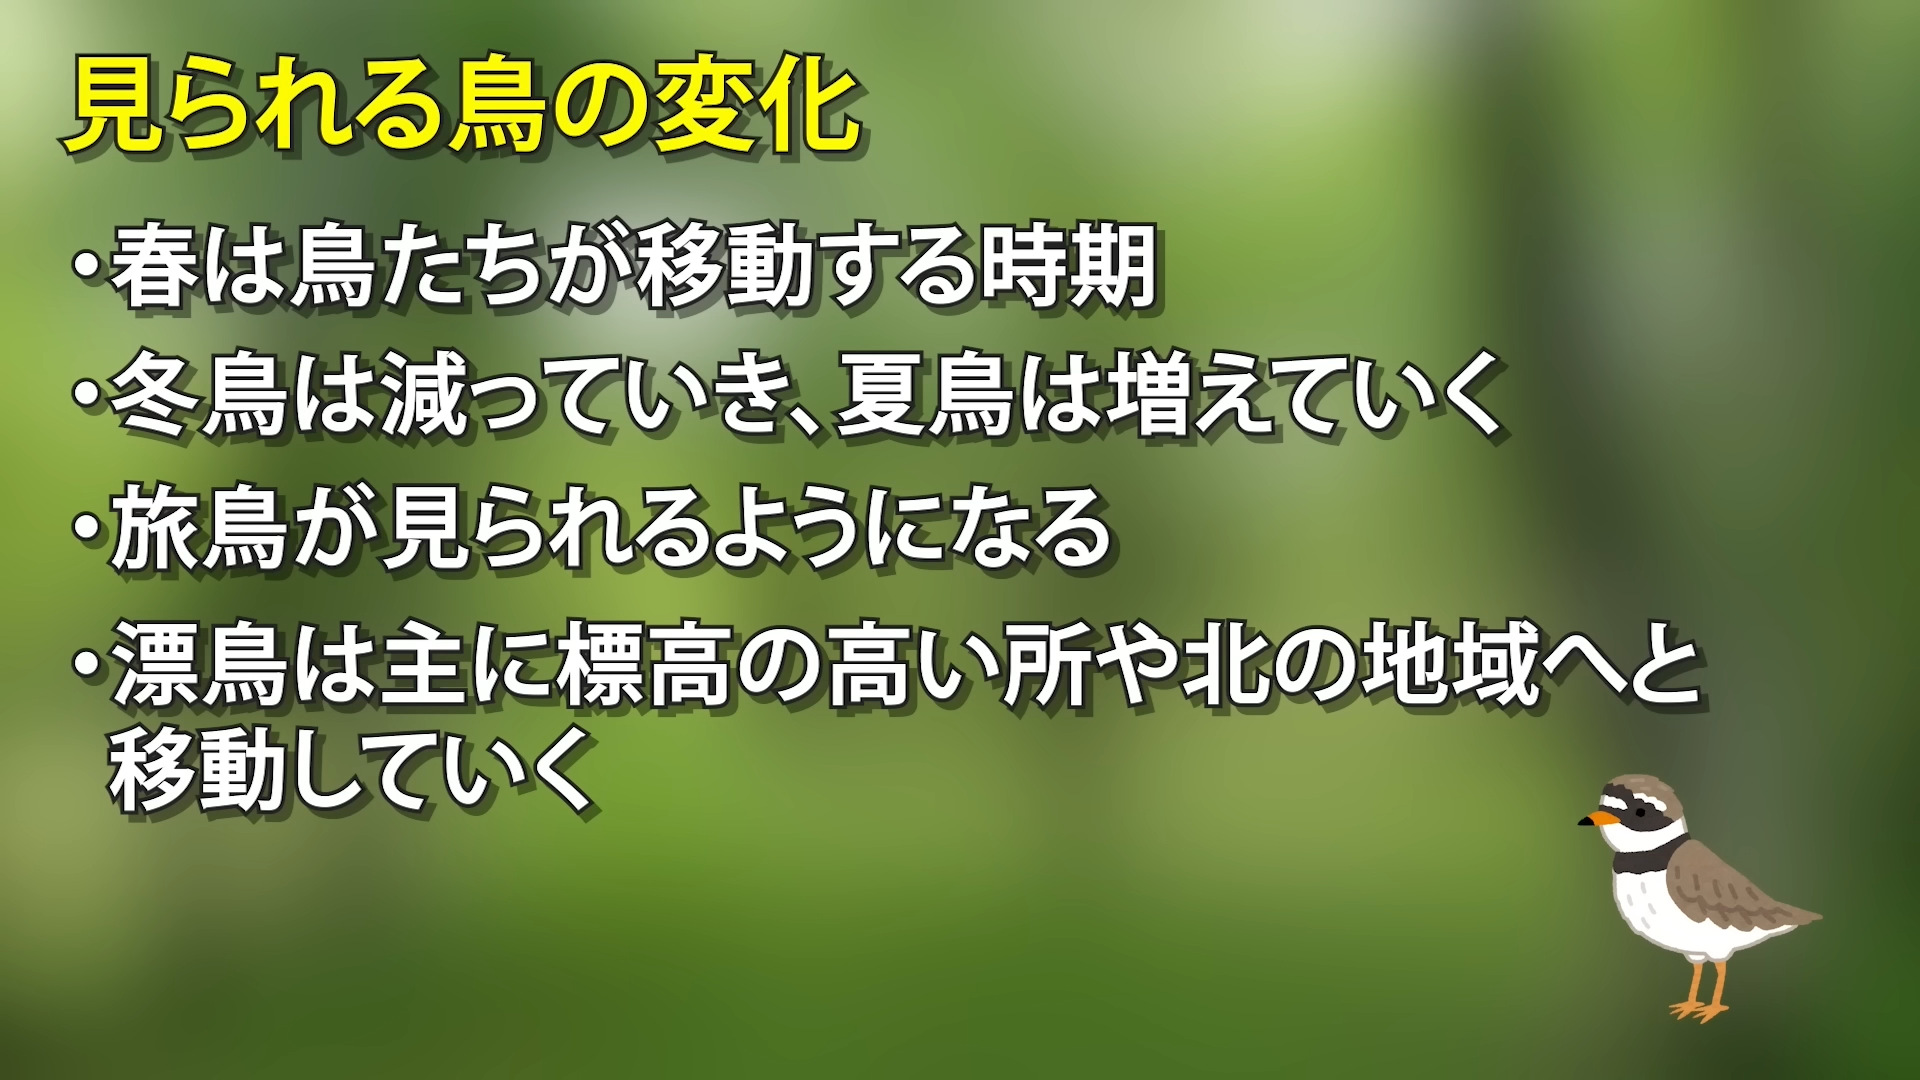 見られる鳥の変化
・春は鳥たちが移動する時期
・冬鳥は減っていき、夏鳥は増えていく
・旅鳥が見られるようになる
・漂鳥は主に標高の高い所や北の地域へと
移動していく